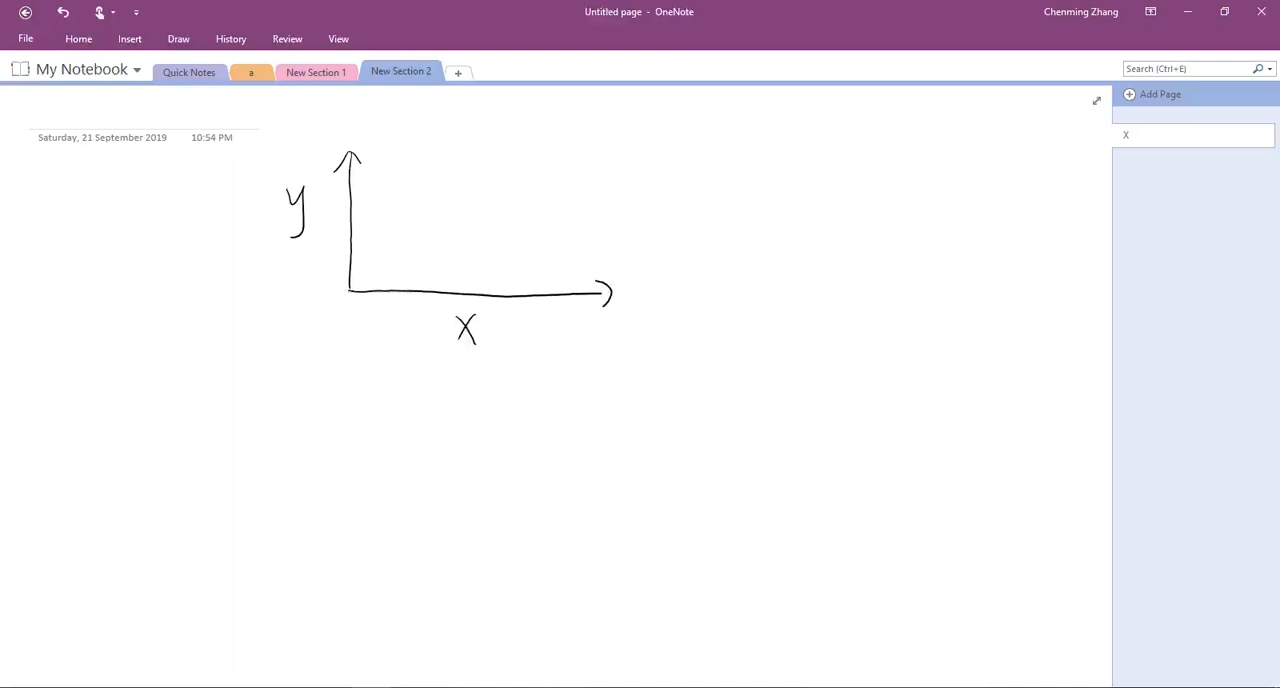 Untitled page - OneNote
Chenming Zhang
File Home Insert Draw History Review View
My Notebook Quick Notes a New Section 1 New Section 2
Search (Ctrl+E)
Add Page
Saturday, 21 September 2019 10:54 PM
X
y
x